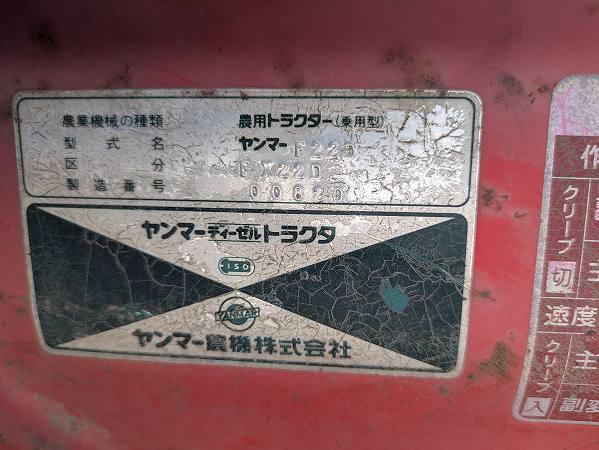 農業機械の種類 農用トラクター(乗用型)
型式名 ヤンマー F22D
区分 FX22D
製造番号 00820
ヤンマーディーゼルトラクタ
ISO
YANMAR
ヤンマー農機株式会社
作
クリープ
切
主
速度
クリープ
入
主
副変